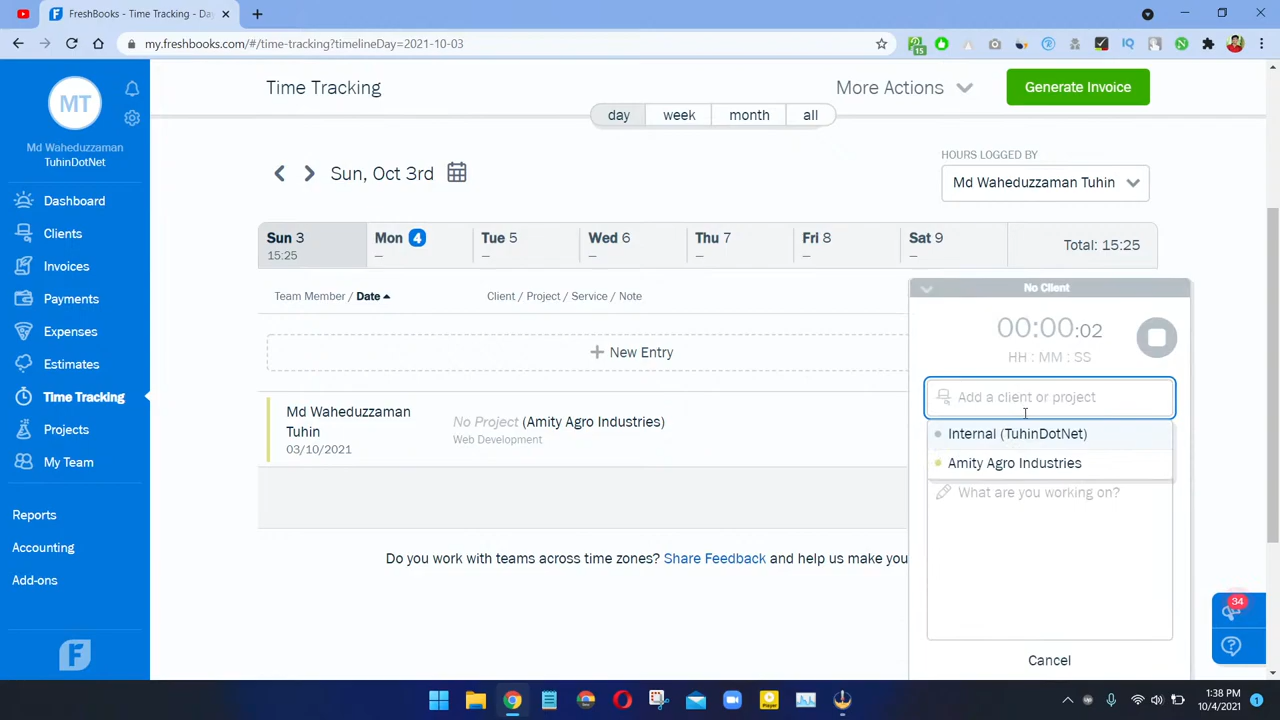 FreshBooks - Time Tracking - Da
my.freshbooks.com/#/time-tracking?timelineDay=2021-10-03
15
MT
Md Waheduzzaman
TuhinDotNet
Dashboard
Clients
Invoices
Payments
Expenses
Estimates
Time Tracking
Projects
My Team
Reports
Accounting
Add-ons
F
Time Tracking
More Actions
Generate Invoice
day
week
month
all
Sun, Oct 3rd
HOURS LOGGED BY
Md Waheduzzaman Tuhin
Sun 3
15:25
Mon 4
–
Tue 5
–
Wed 6
–
Thu 7
–
Fri 8
–
Sat 9
–
Total: 15:25
Team Member / Date
Client / Project / Service / Note
+ New Entry
Md Waheduzzaman
Tuhin
03/10/2021
No Project (Amity Agro Industries)
Web Development
Do you work with teams across time zones? Share Feedback and help us make you
No Client
00:00:02
HH : MM : SS
Add a client or project
Internal (TuhinDotNet)
Amity Agro Industries
What are you working on?
Cancel
34
1:38 PM
10/4/2021
1